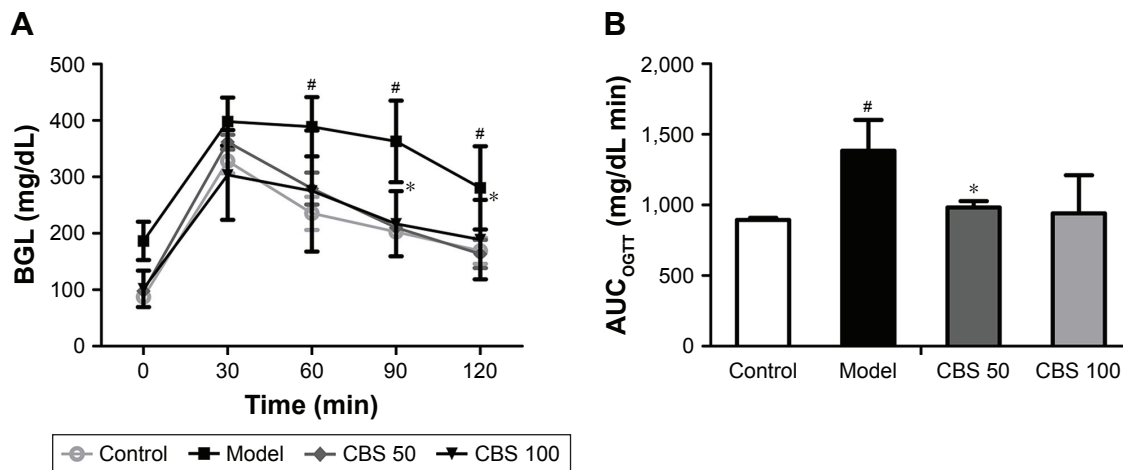 A
BGL (mg/dL)
500
400
300
200
100
0
#
#
#
*
*
0 30 60 90 120
Time (min)
Control Model CBS 50 CBS 100
B
AUC_OGTT (mg/dL min)
2,000
1,500
1,000
500
0
#
*
Control Model CBS 50 CBS 100